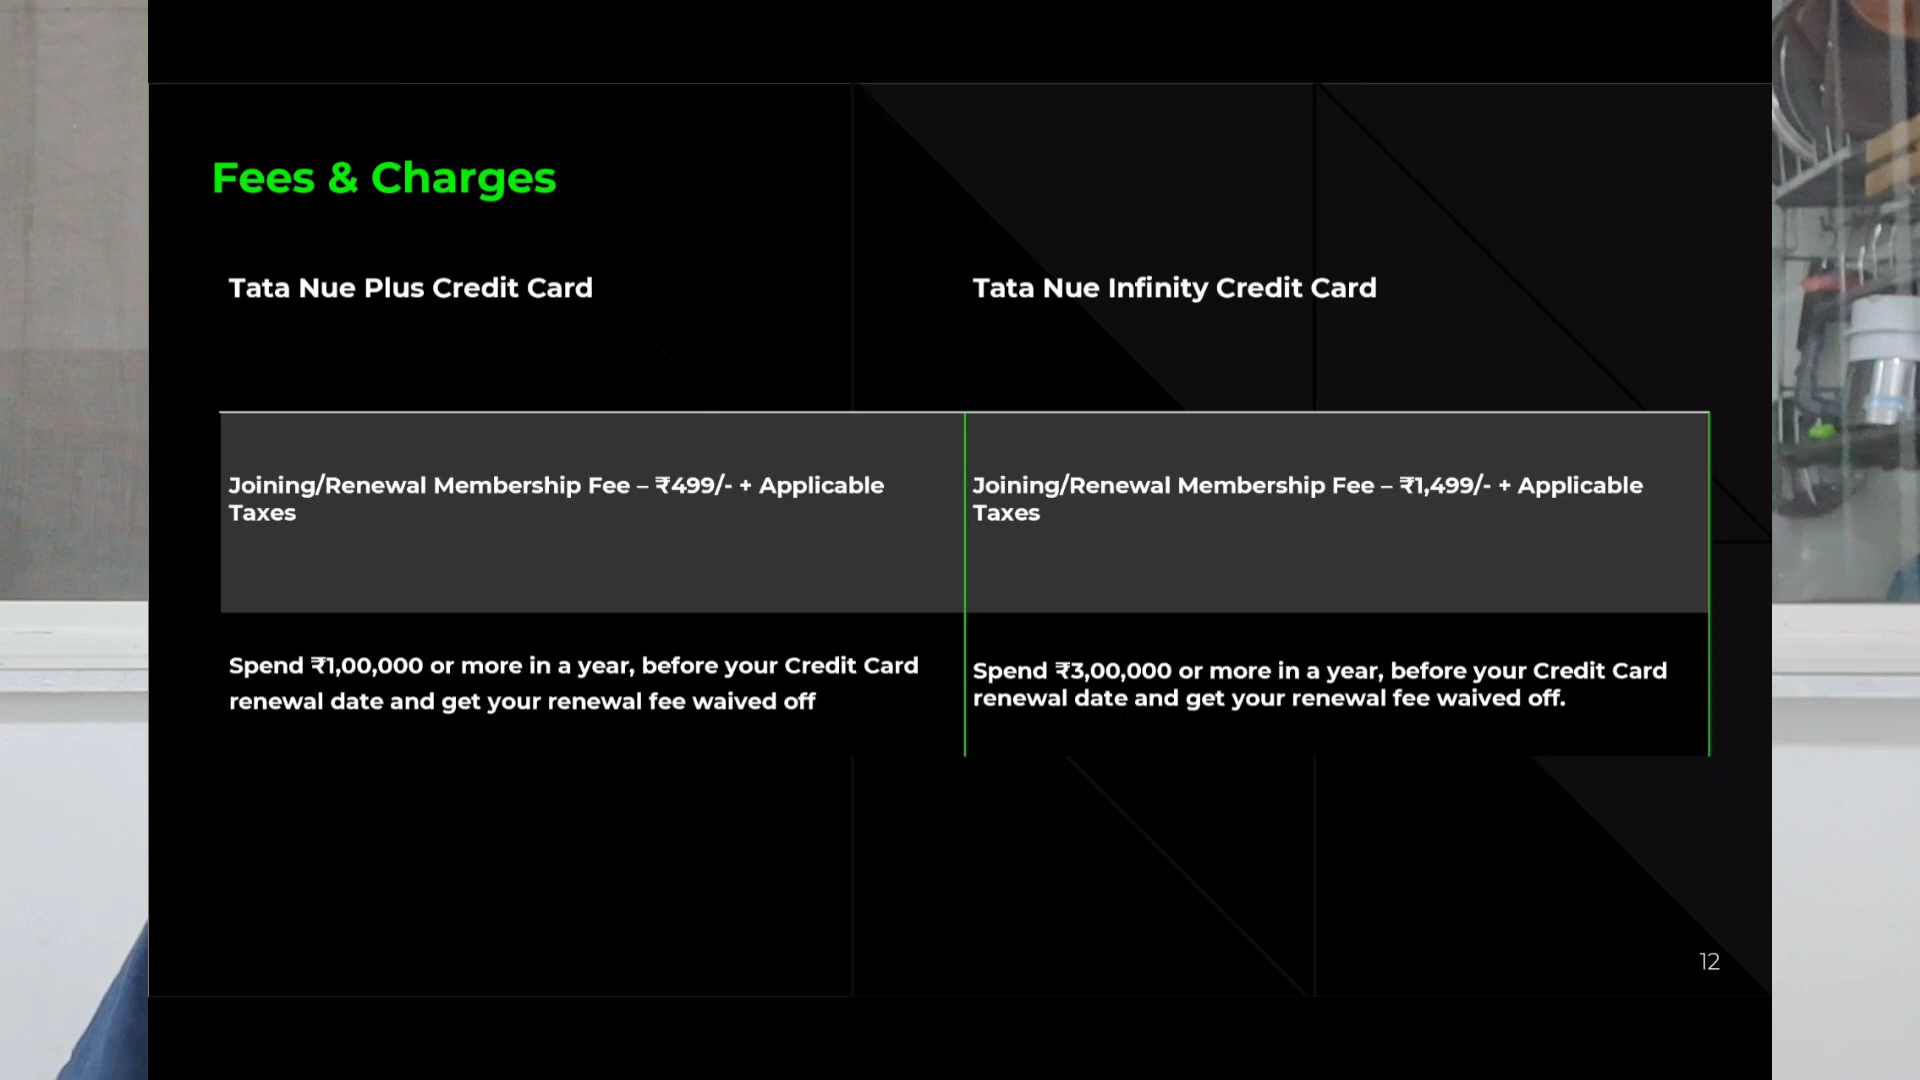 Fees & Charges
Tata Nue Plus Credit Card
Tata Nue Infinity Credit Card
Joining/Renewal Membership Fee – ₹499/- + Applicable
Taxes
Joining/Renewal Membership Fee – ₹1,499/- + Applicable
Taxes
Spend ₹1,00,000 or more in a year, before your Credit Card
renewal date and get your renewal fee waived off
Spend ₹3,00,000 or more in a year, before your Credit Card
renewal date and get your renewal fee waived off.
12